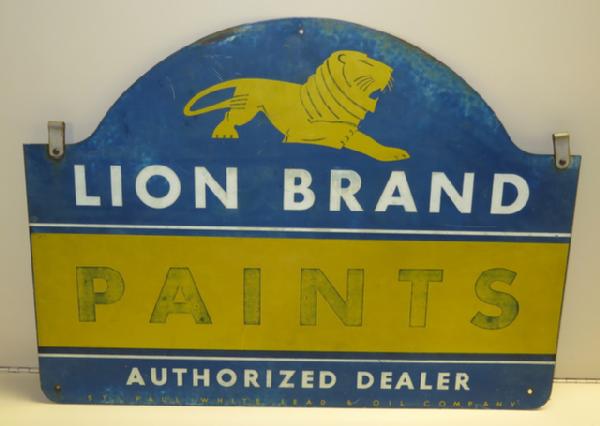 LION BRAND
PAINTS
AUTHORIZED DEALER
ST. PAUL WHITE LEAD & OIL COMPANY